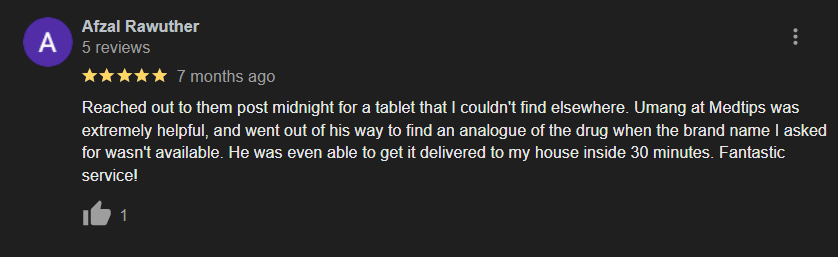 Afzal Rawuther
A
5 reviews
7 months ago
Reached out to them post midnight for a tablet that I couldn't find elsewhere. Umang at Medtips was
extremely helpful, and went out of his way to find an analogue of the drug when the brand name I asked
for wasn't available. He was even able to get it delivered to my house inside 30 minutes. Fantastic
service!
1